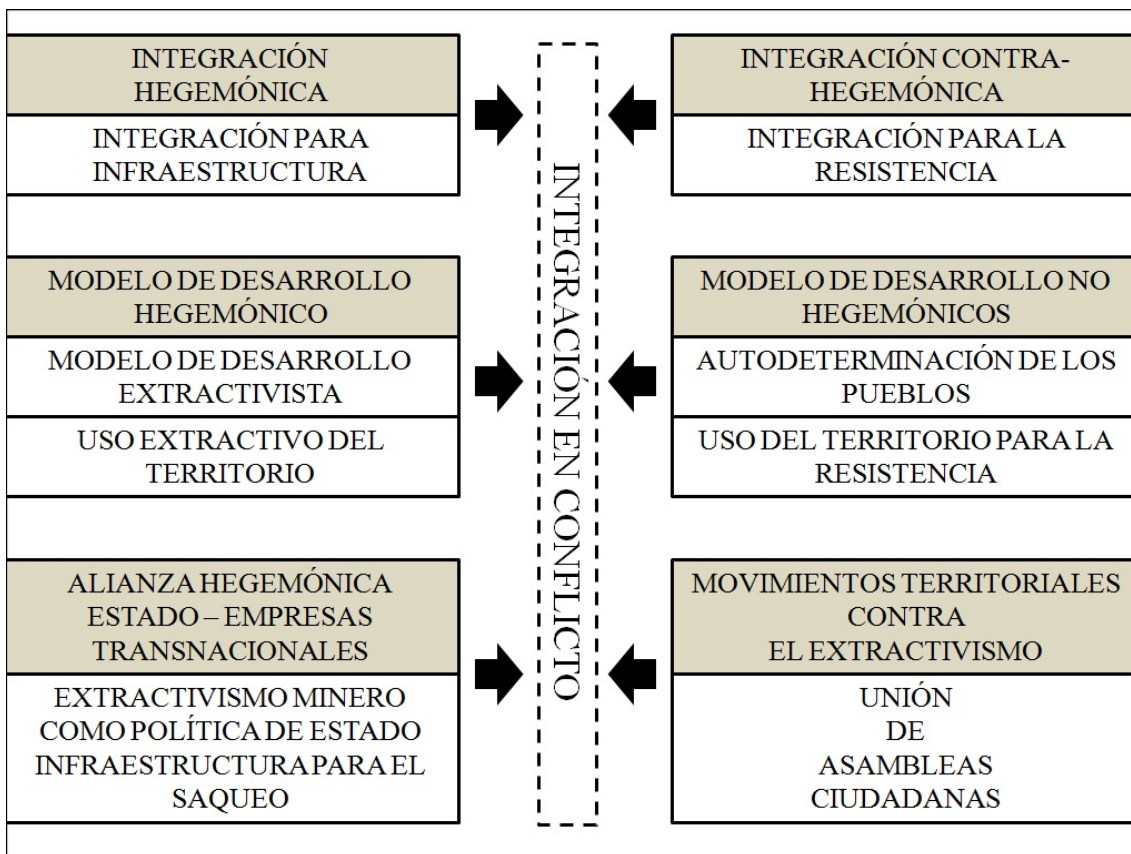 INTEGRACIÓN
HEGEMÓNICA
INTEGRACIÓN PARA
INFRAESTRUCTURA
MODELO DE DESARROLLO
HEGEMÓNICO
MODELO DE DESARROLLO
EXTRACTIVISTA
USO EXTRACTIVO DEL
TERRITORIO
ALIANZA HEGEMÓNICA
ESTADO – EMPRESAS
TRANSNACIONALES
EXTRACTIVISMO MINERO
COMO POLÍTICA DE ESTADO
INFRAESTRUCTURA PARA EL
SAQUEO
INTEGRACIÓN EN CONFLICTO
INTEGRACIÓN CONTRA-
HEGEMÓNICA
INTEGRACIÓN PARA LA
RESISTENCIA
MODELO DE DESARROLLO NO
HEGEMÓNICOS
AUTODETERMINACIÓN DE LOS
PUEBLOS
USO DEL TERRITORIO PARA LA
RESISTENCIA
MOVIMIENTOS TERRITORIALES
CONTRA
EL EXTRACTIVISMO
UNIÓN
DE
ASAMBLEAS
CIUDADANAS